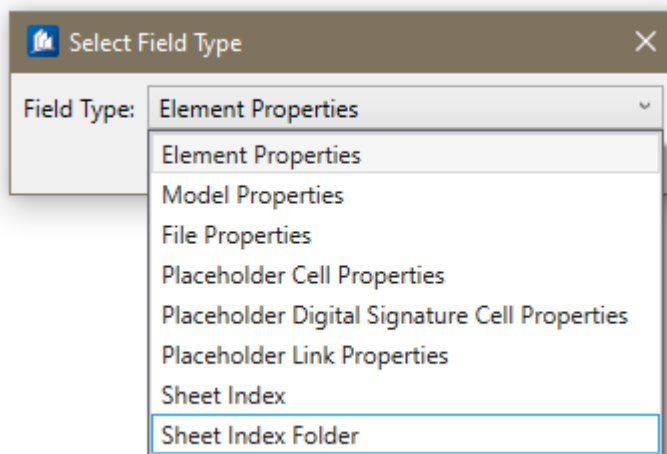 Select Field Type
Field Type: Element Properties
Element Properties
Model Properties
File Properties
Placeholder Cell Properties
Placeholder Digital Signature Cell Properties
Placeholder Link Properties
Sheet Index
Sheet Index Folder